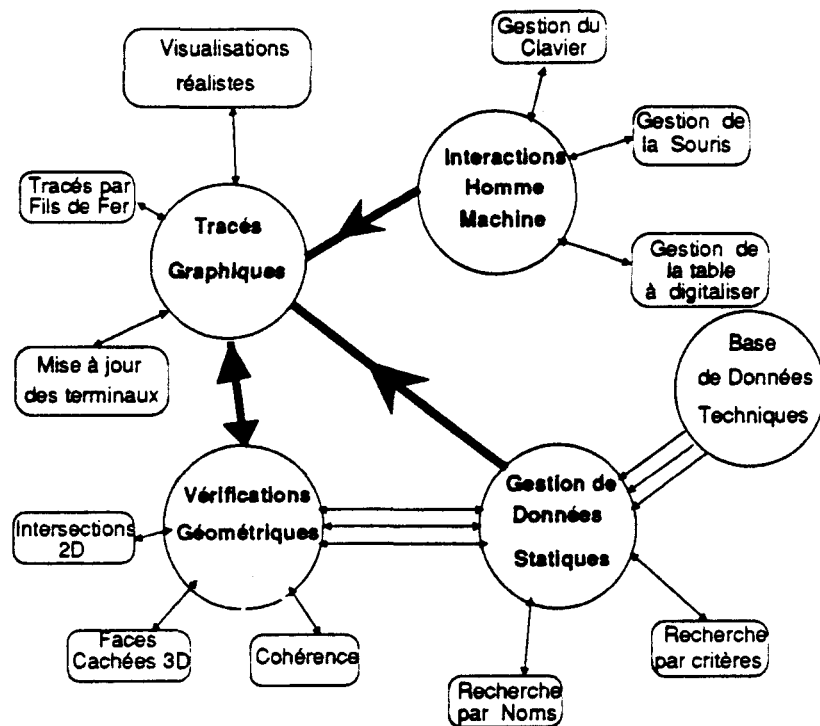 Visualisations
réalistes
Gestion du
Clavier
Gestion de
la Souris
Interactions
Homme
Machine
Tracés par
Fils de Fer
Tracés
Graphiques
Gestion de
la table
à digitaliser
Mise à jour
des terminaux
Base
de Données
Techniques
Vérifications
Géométriques
Gestion de
Données
Statiques
Intersections
2D
Faces
Cachées 3D
Cohérence
Recherche
par critères
Recherche
par Noms